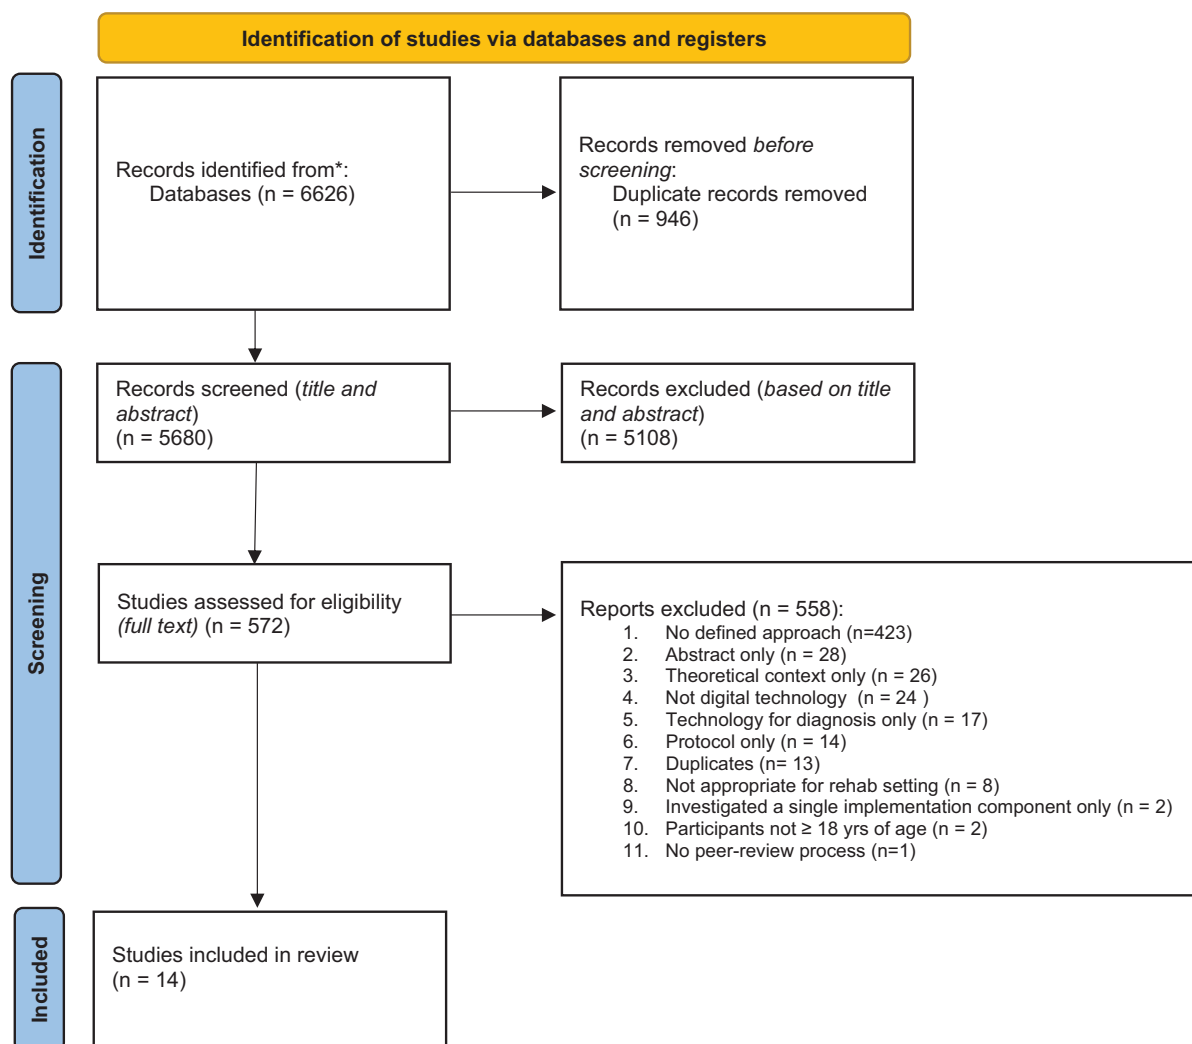 Identification of studies via databases and registers
Identification
Records identified from*:
Databases (n = 6626)
Records removed before
screening:
Duplicate records removed
(n = 946)
Screening
Records screened (title and
abstract)
(n = 5680)
Records excluded (based on title
and abstract)
(n = 5108)
Studies assessed for eligibility
(full text) (n = 572)
Reports excluded (n = 558):
1. No defined approach (n=423)
2. Abstract only (n = 28)
3. Theoretical context only (n = 26)
4. Not digital technology (n = 24 )
5. Technology for diagnosis only (n = 17)
6. Protocol only (n = 14)
7. Duplicates (n= 13)
8. Not appropriate for rehab setting (n = 8)
9. Investigated a single implementation component only (n = 2)
10. Participants not ≥ 18 yrs of age (n = 2)
11. No peer-review process (n=1)
Included
Studies included in review
(n = 14)